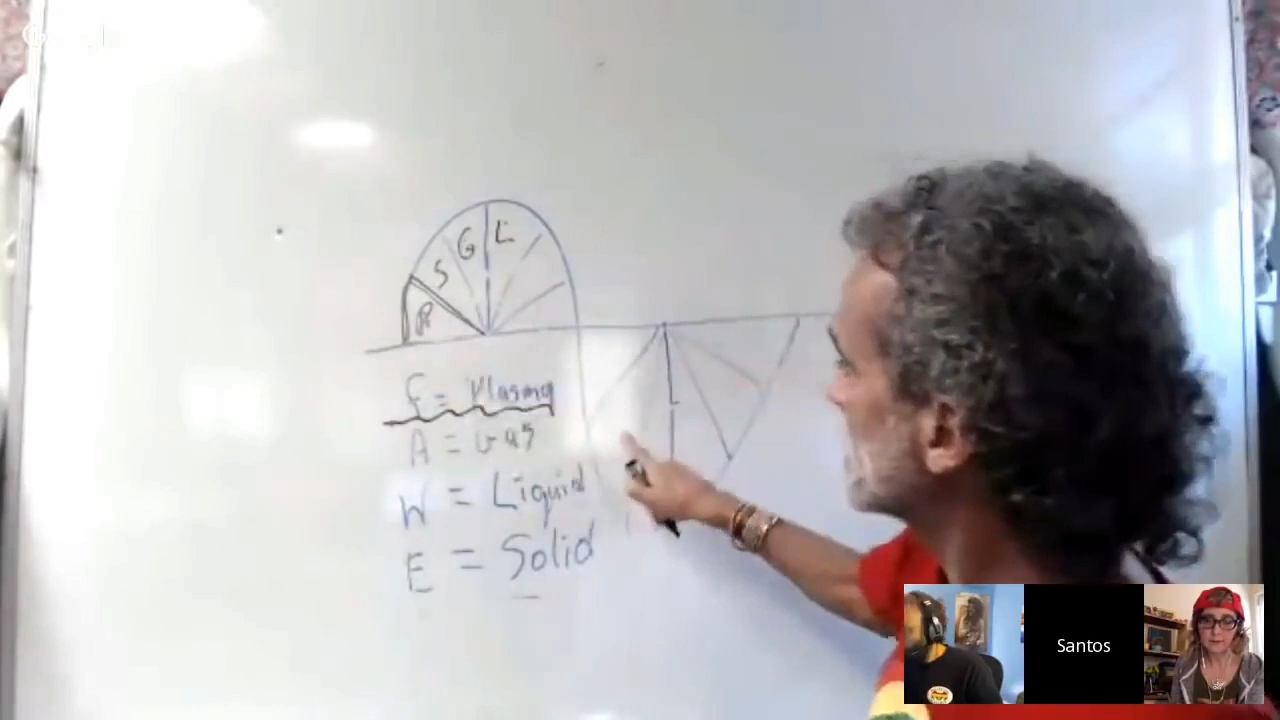 G L
S
P
F = Plasma
A = Gas
W = Liquid
E = Solid
Santos